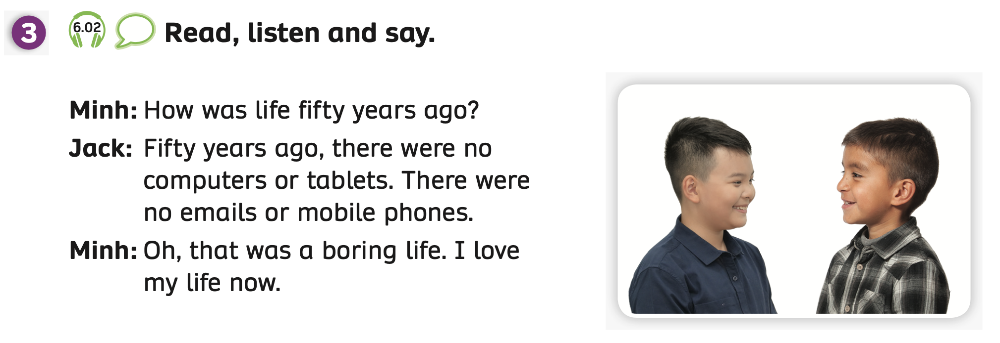 3 6.02 Read, listen and say.
Minh: How was life fifty years ago?
Jack: Fifty years ago, there were no
computers or tablets. There were
no emails or mobile phones.
Minh: Oh, that was a boring life. I love
my life now.